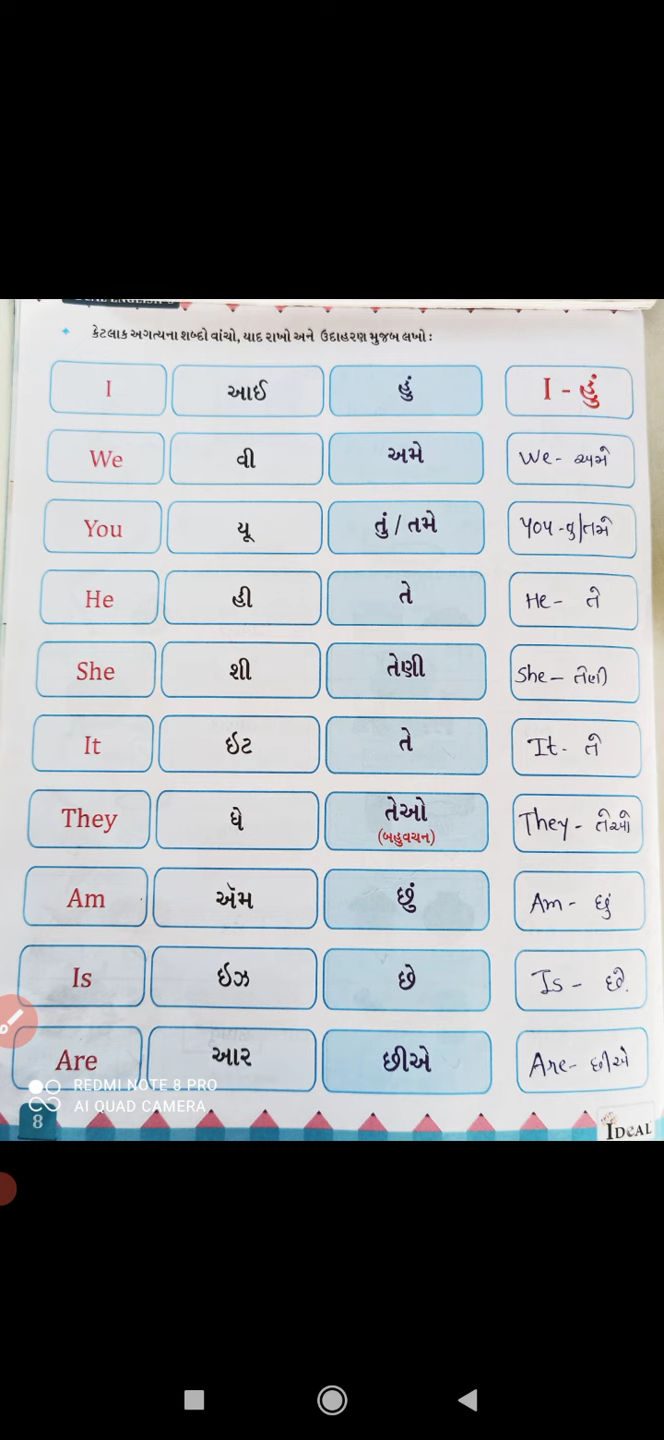 કેટલાક અગત્યના શબ્દો વાંચો, યાદ રાખો અને ઉદાહરણ મુજબ લખો :
I આઈ હું I - હું
We વી અમે We - અમે
You યૂ તું / તમે You - તુ/તમે
He હી તે He - તે
She શી તેણી She - તેણી
It ઇટ તે It - તે
They ધે તેઓ They - તેઓ
(બહુવચન)
Am ઍમ છું Am - છું
Is ઇઝ છે Is - છે.
Are આર છીએ Are - છીએ
REDMI NOTE 8 PRO
AI QUAD CAMERA
8
IDEAL